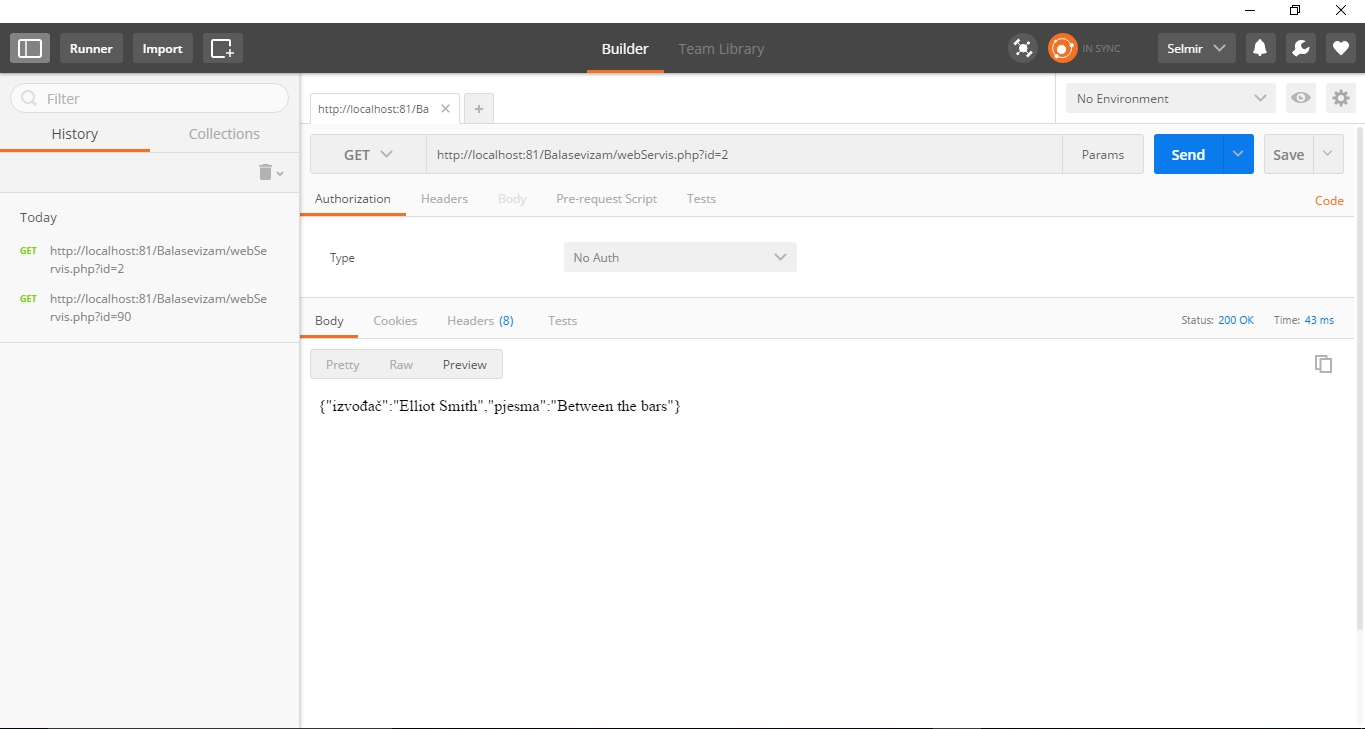 Runner Import Builder Team Library IN SYNC Selmir
Filter
History Collections
Today
GET http://localhost:81/Balasevizam/webSe
rvis.php?id=2
GET http://localhost:81/Balasevizam/webSe
rvis.php?id=90
http://localhost:81/Ba No Environment
GET http://localhost:81/Balasevizam/webServis.php?id=2 Params Send Save
Authorization Headers Body Pre-request Script Tests Code
Type No Auth
Body Cookies Headers (8) Tests Status: 200 OK Time: 43 ms
Pretty Raw Preview
{"izvođač":"Elliot Smith","pjesma":"Between the bars"}